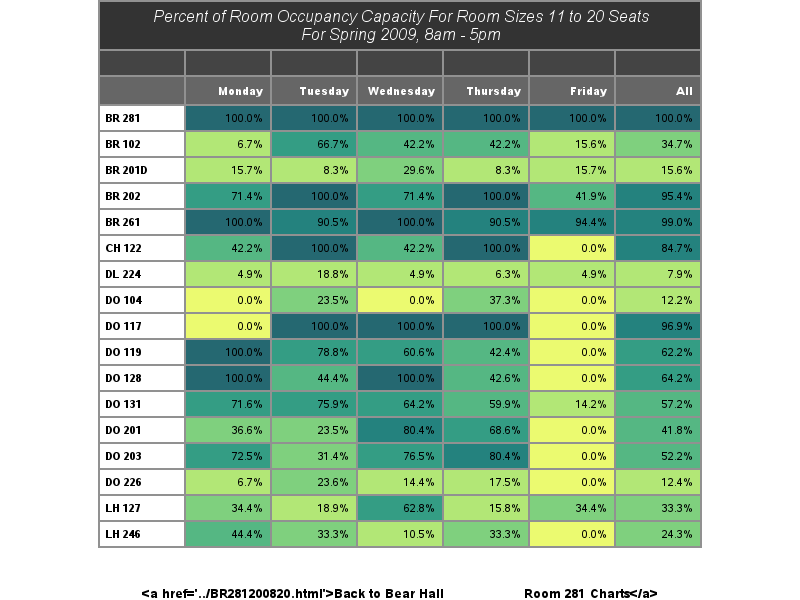 Percent of Room Occupancy Capacity For Room Sizes 11 to 20 Seats
For Spring 2009, 8am - 5pm
Monday Tuesday Wednesday Thursday Friday All
BR 281 100.0% 100.0% 100.0% 100.0% 100.0% 100.0%
BR 102 6.7% 66.7% 42.2% 42.2% 15.6% 34.7%
BR 201D 15.7% 8.3% 29.6% 8.3% 15.7% 15.6%
BR 202 71.4% 100.0% 71.4% 100.0% 41.9% 95.4%
BR 261 100.0% 90.5% 100.0% 90.5% 94.4% 99.0%
CH 122 42.2% 100.0% 42.2% 100.0% 0.0% 84.7%
DL 224 4.9% 18.8% 4.9% 6.3% 4.9% 7.9%
DO 104 0.0% 23.5% 0.0% 37.3% 0.0% 12.2%
DO 117 0.0% 100.0% 100.0% 100.0% 0.0% 96.9%
DO 119 100.0% 78.8% 60.6% 42.4% 0.0% 62.2%
DO 128 100.0% 44.4% 100.0% 42.6% 0.0% 64.2%
DO 131 71.6% 75.9% 64.2% 59.9% 14.2% 57.2%
DO 201 36.6% 23.5% 80.4% 68.6% 0.0% 41.8%
DO 203 72.5% 31.4% 76.5% 80.4% 0.0% 52.2%
DO 226 6.7% 23.6% 14.4% 17.5% 0.0% 12.4%
LH 127 34.4% 18.9% 62.8% 15.8% 34.4% 33.3%
LH 246 44.4% 33.3% 10.5% 33.3% 0.0% 24.3%
<a href='../BR281200820.html'>Back to Bear Hall Room 281 Charts</a>